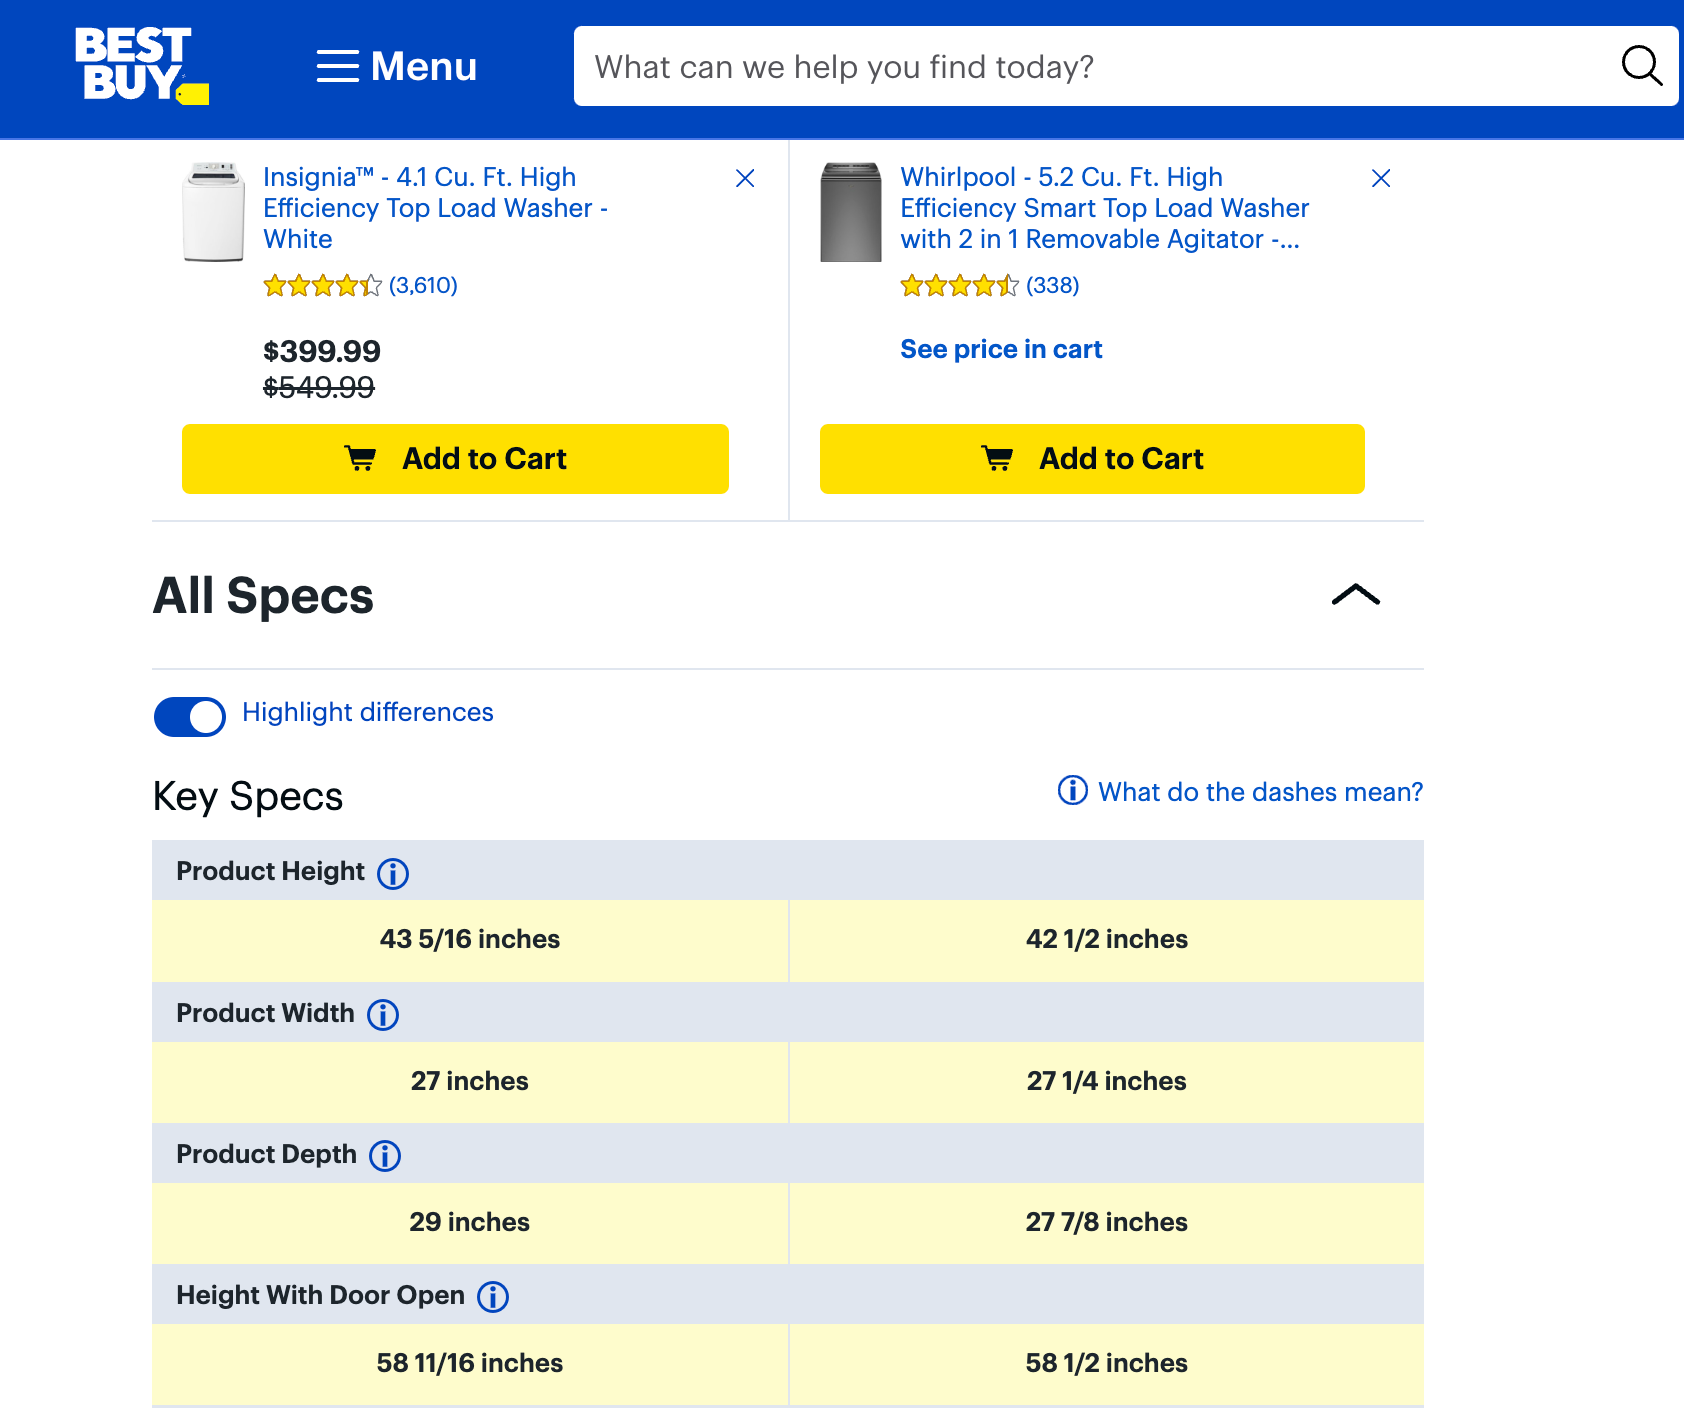 BEST
BUY
Menu
What can we help you find today?
Insignia™ - 4.1 Cu. Ft. High
Efficiency Top Load Washer -
White
(3,610)
$399.99
$549.99
Add to Cart
Whirlpool - 5.2 Cu. Ft. High
Efficiency Smart Top Load Washer
with 2 in 1 Removable Agitator -...
(338)
See price in cart
Add to Cart
All Specs
Highlight differences
Key Specs
What do the dashes mean?
Product Height
43 5/16 inches
42 1/2 inches
Product Width
27 inches
27 1/4 inches
Product Depth
29 inches
27 7/8 inches
Height With Door Open
58 11/16 inches
58 1/2 inches